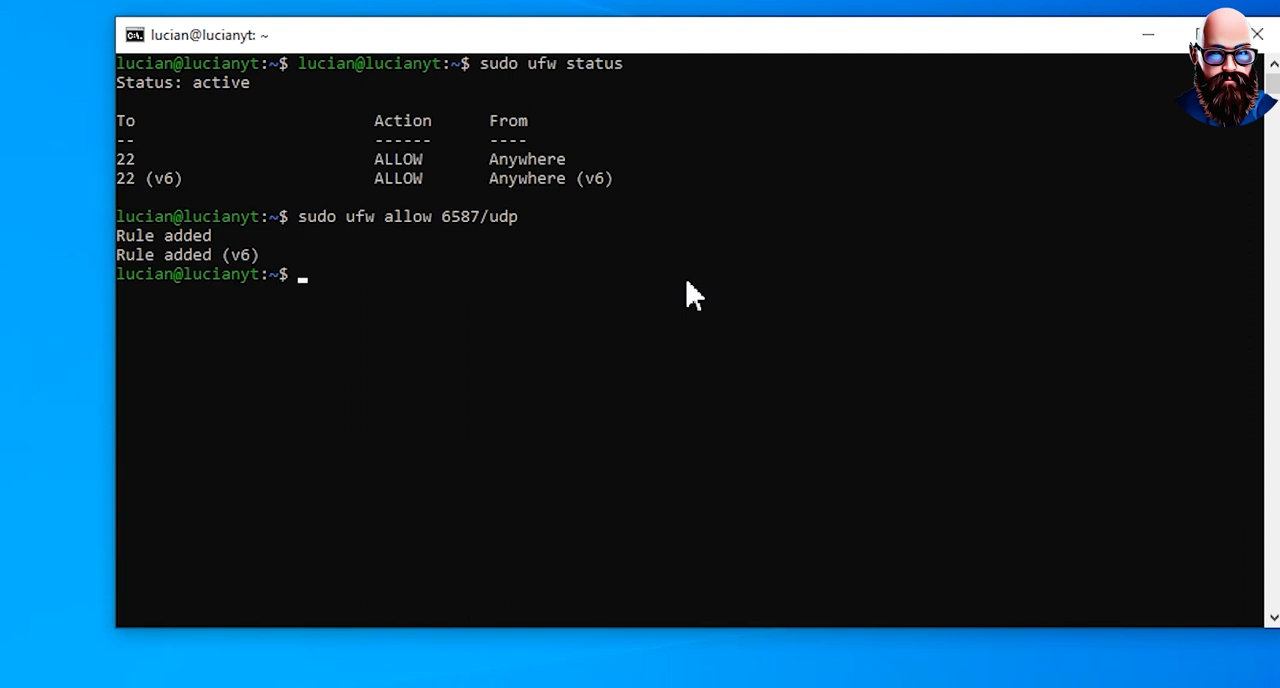 lucian@lucianyt: ~
lucian@lucianyt:~$ lucian@lucianyt:~$ sudo ufw status
Status: active
To Action From
-- ------ ----
22 ALLOW Anywhere
22 (v6) ALLOW Anywhere (v6)
lucian@lucianyt:~$ sudo ufw allow 6587/udp
Rule added
Rule added (v6)
lucian@lucianyt:~$